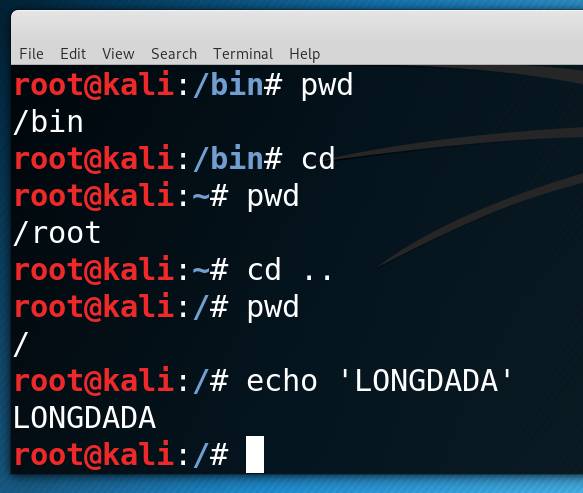 File Edit View Search Terminal Help
root@kali:/bin# pwd
/bin
root@kali:/bin# cd
root@kali:~# pwd
/root
root@kali:~# cd ..
root@kali:/# pwd
/
root@kali:/# echo 'LONGDADA'
LONGDADA
root@kali:/#